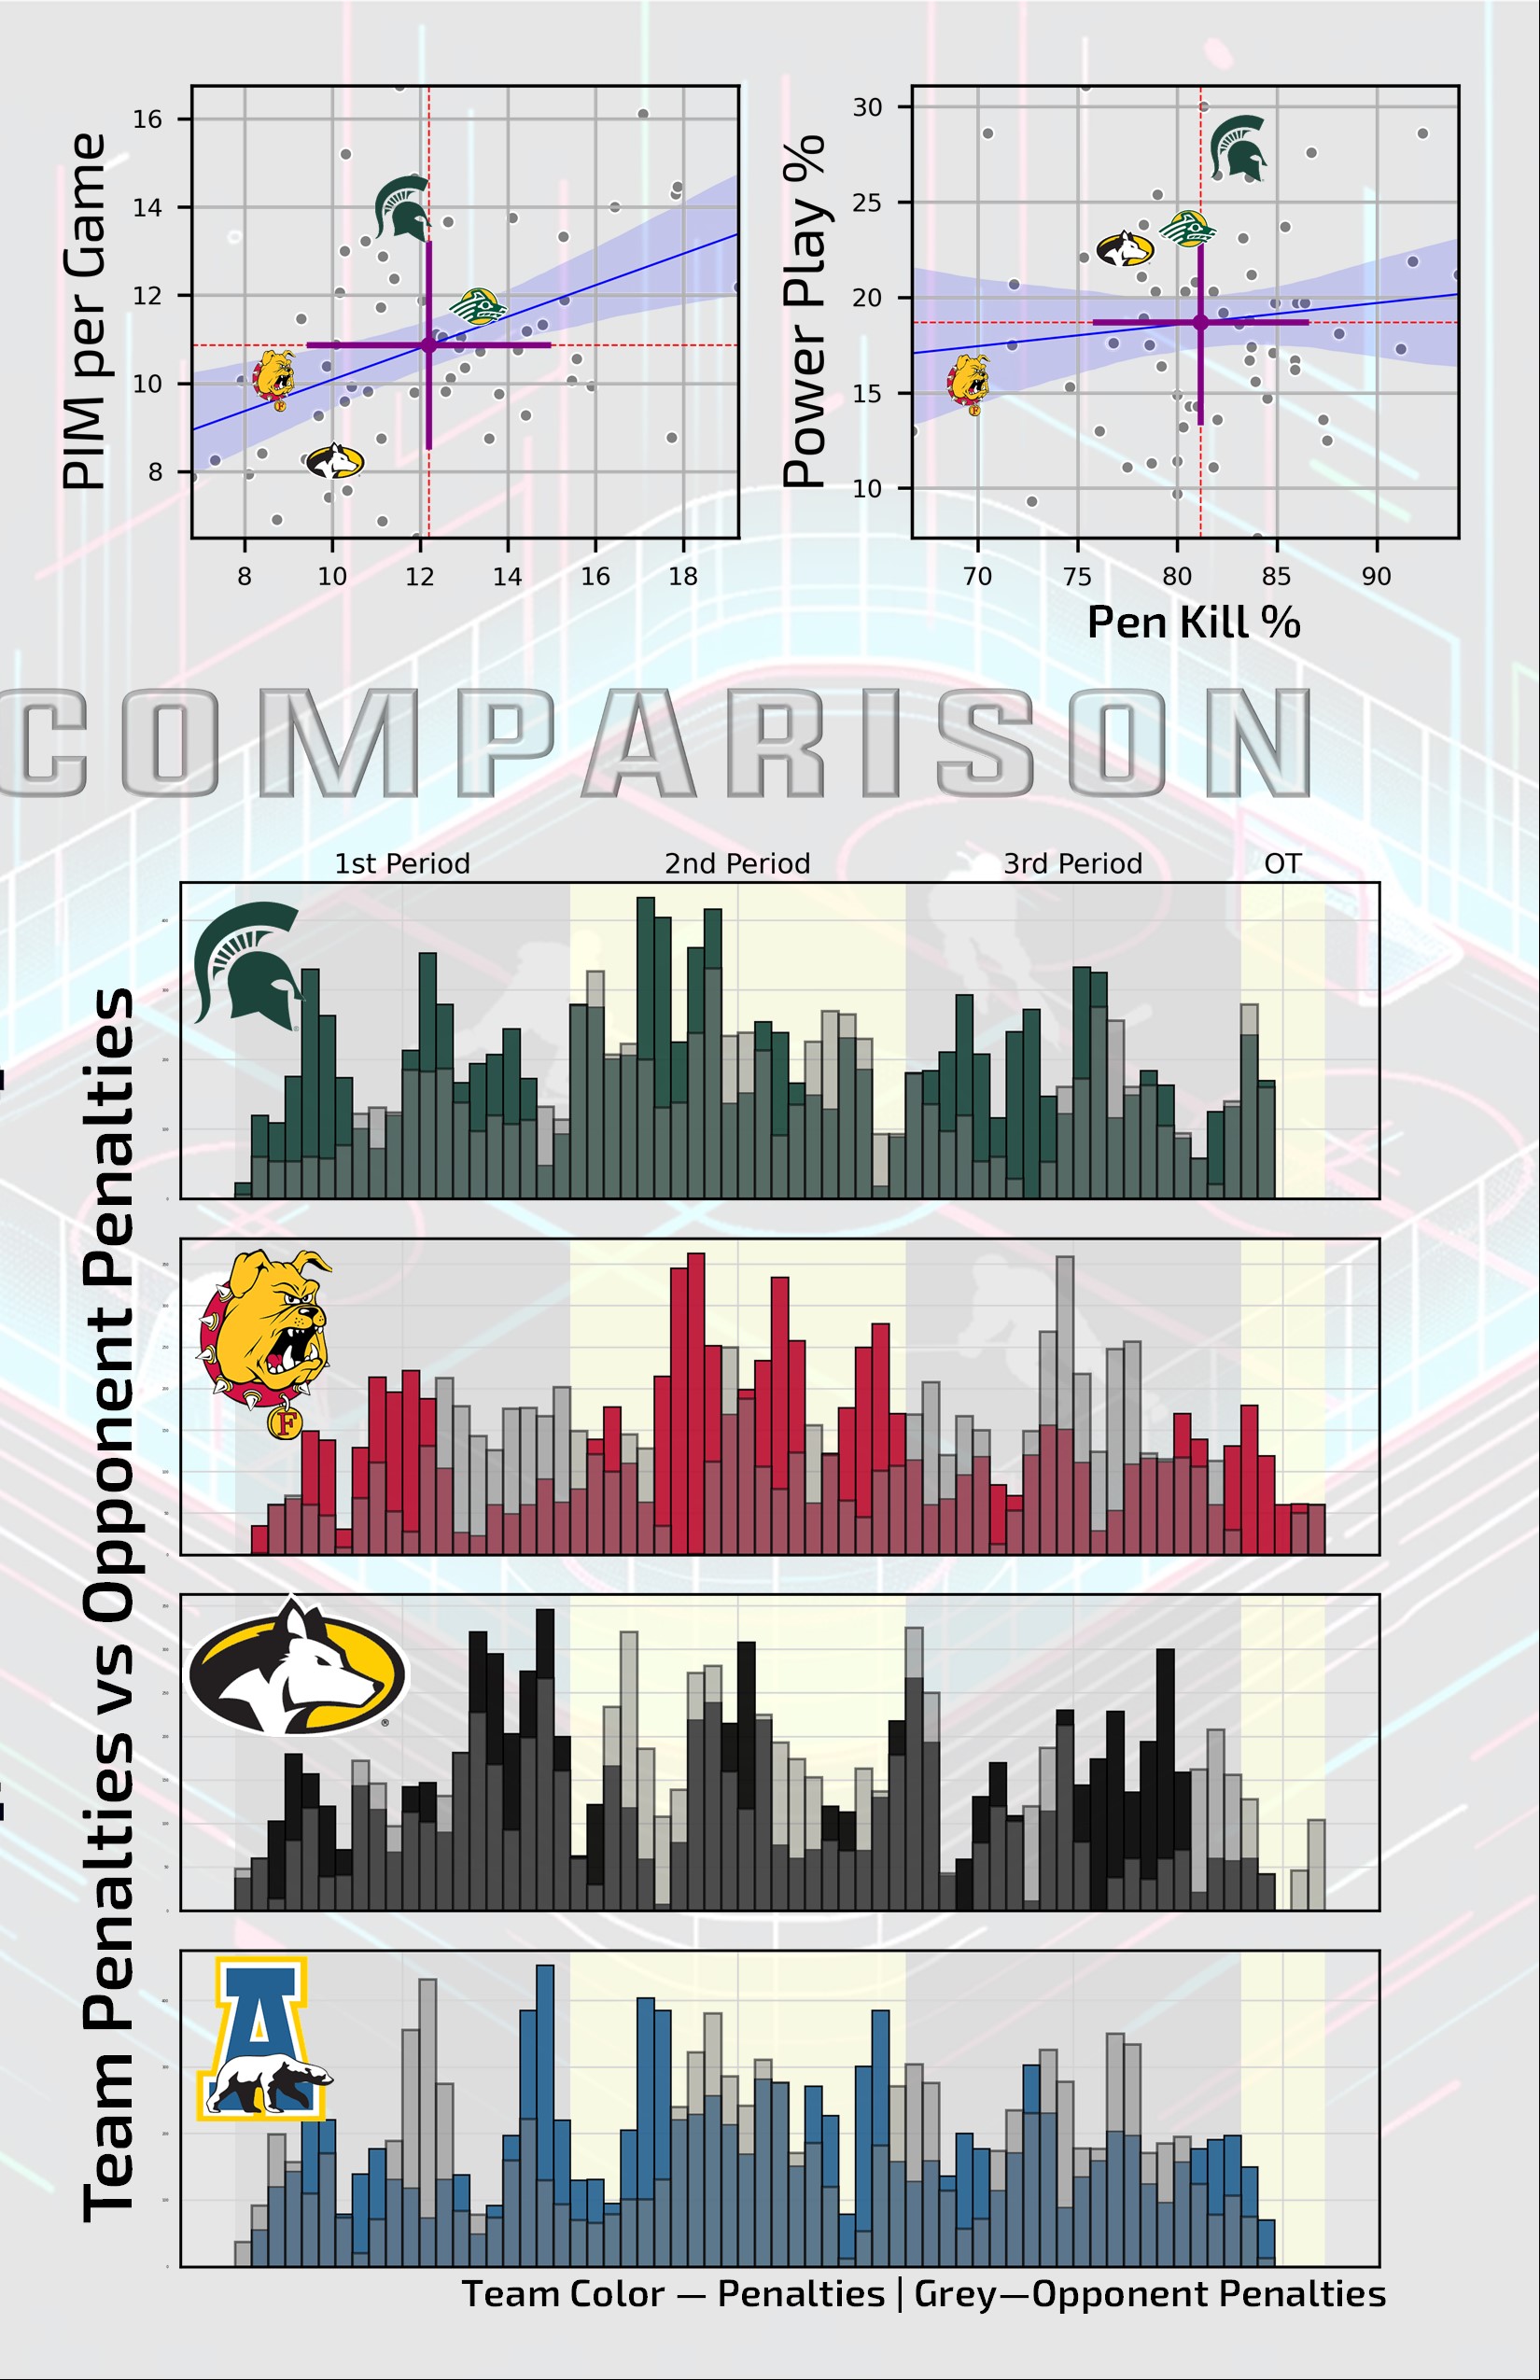 PIM per Game
16
14
12
10
8
8 10 12 14 16 18
Power Play %
30
25
20
15
10
70 75 80 85 90
Pen Kill %
COMPARISON
1st Period 2nd Period 3rd Period OT
Team Penalties vs Opponent Penalties
F
®
A
Team Color — Penalties | Grey—Opponent Penalties